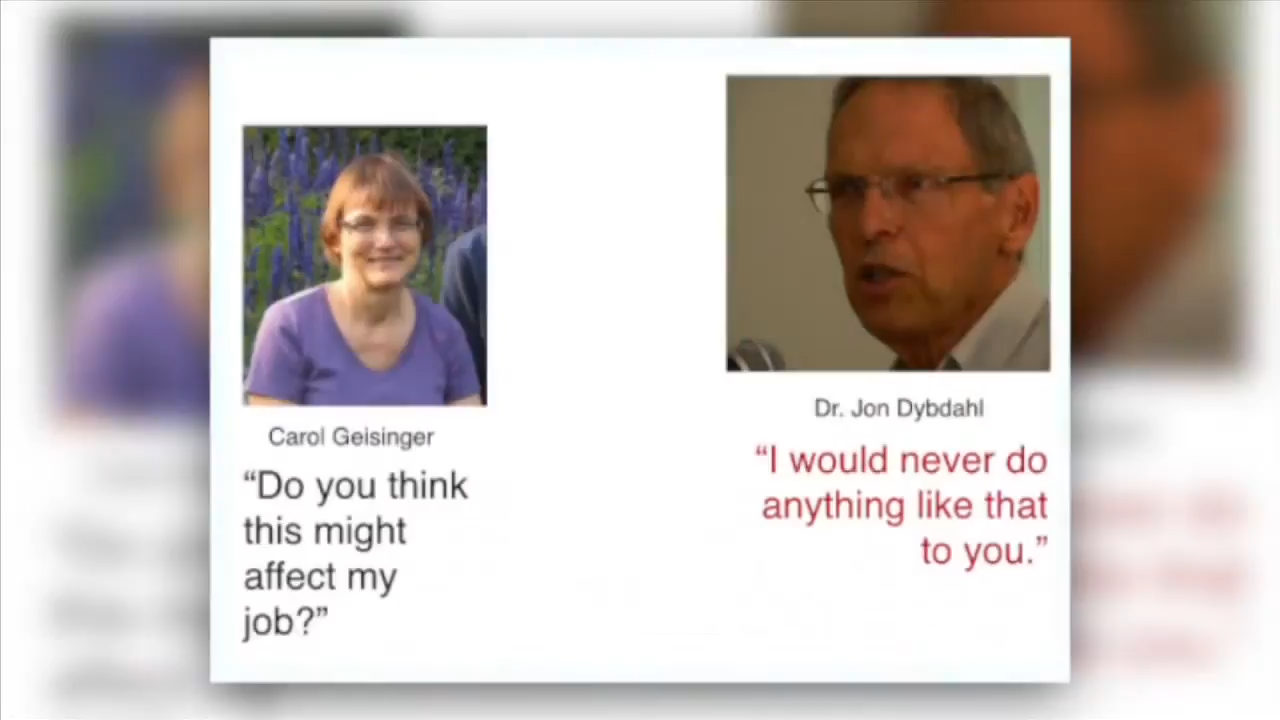 Carol Geisinger
“Do you think
this might
affect my
job?”
Dr. Jon Dybdahl
“I would never do
anything like that
to you.”